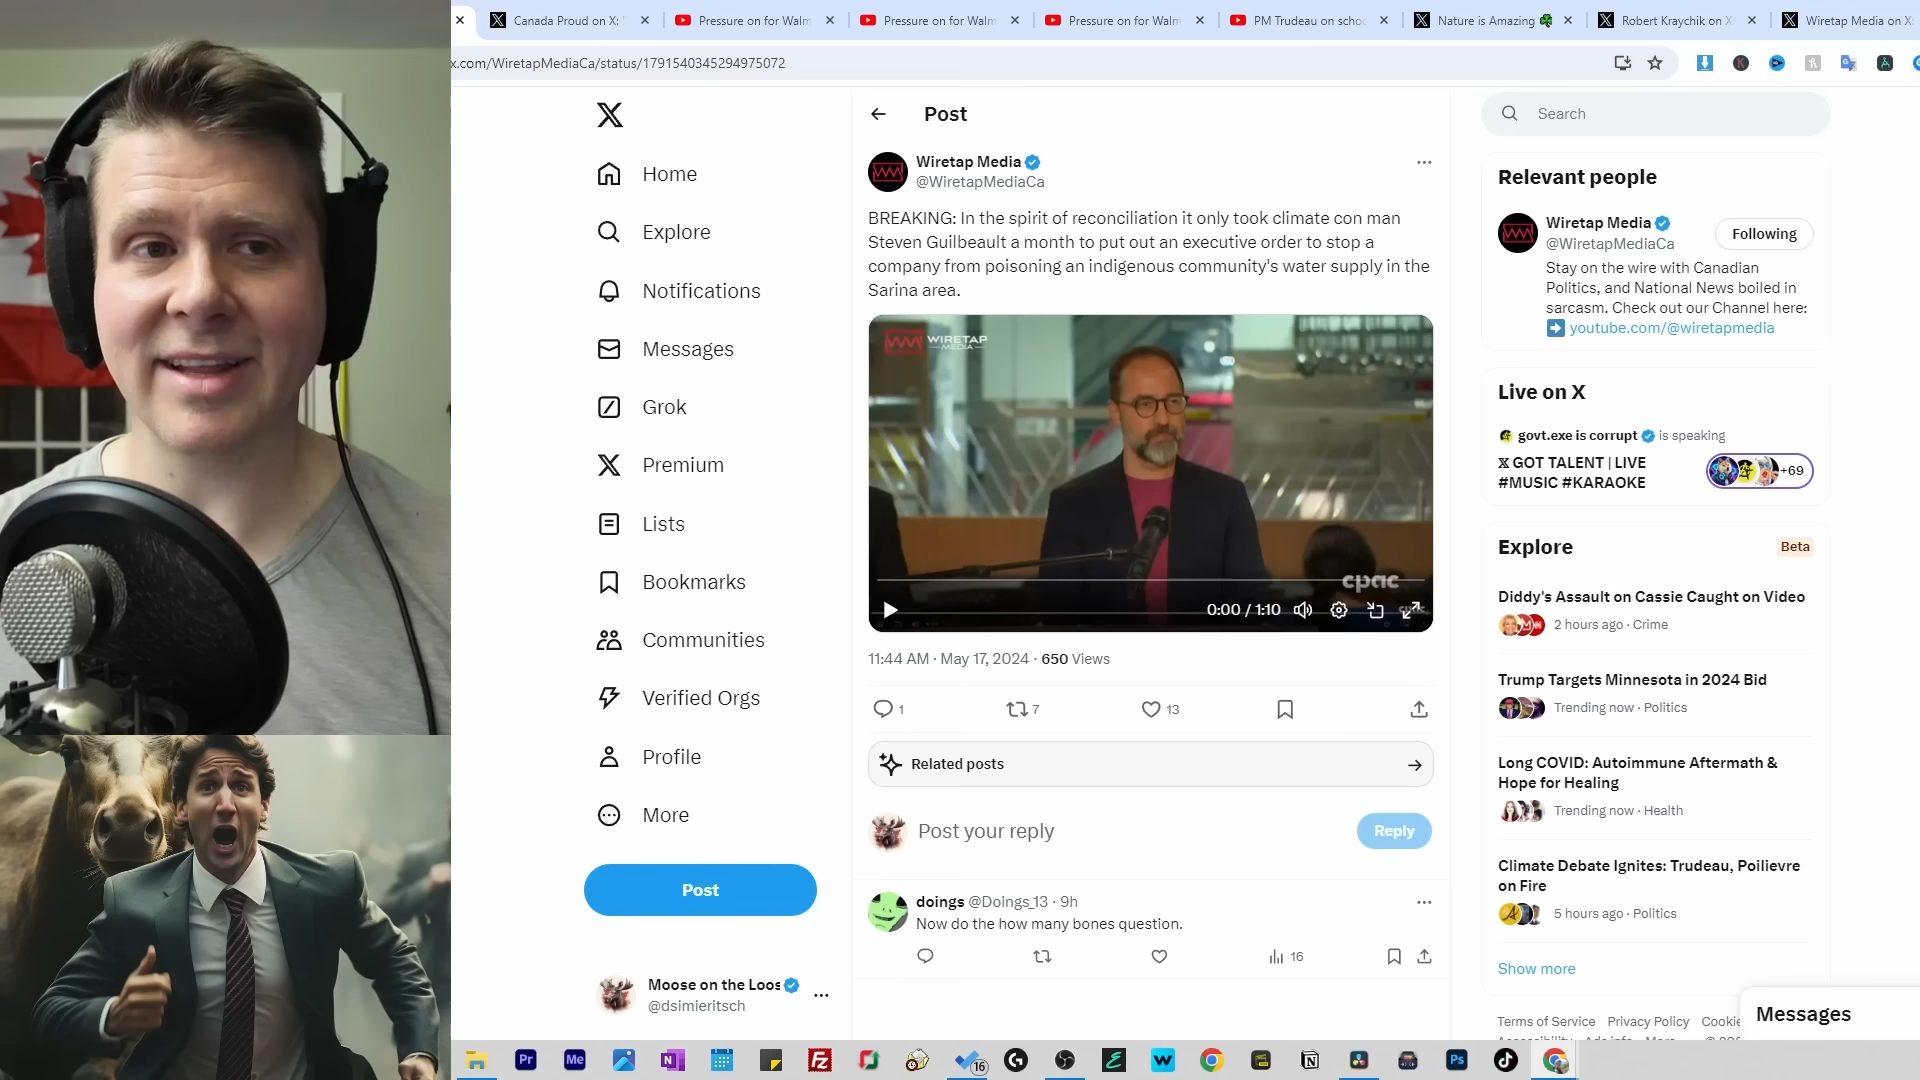 Canada Proud on X:
Pressure on for Walm
Pressure on for Walm
Pressure on for Walm
PM Trudeau on schoo
Nature is Amazing
Robert Kraychik on X
Wiretap Media on X
x.com/WiretapMediaCa/status/1791540345294975072
Home
Explore
Notifications
Messages
Grok
Premium
Lists
Bookmarks
Communities
Verified Orgs
Profile
More
Post
Moose on the Loos
@dsimieritsch
Post
Wiretap Media
@WiretapMediaCa
BREAKING: In the spirit of reconciliation it only took climate con man
Steven Guilbeault a month to put out an executive order to stop a
company from poisoning an indigenous community's water supply in the
Sarina area.
WIRETAP
MEDIA
cpac
0:00 / 1:10
11:44 AM · May 17, 2024 · 650 Views
1
7
13
Related posts
Post your reply
Reply
doings @Doings_13 · 9h
Now do the how many bones question.
16
Search
Relevant people
Wiretap Media
@WiretapMediaCa
Following
Stay on the wire with Canadian
Politics, and National News boiled in
sarcasm. Check out our Channel here:
youtube.com/@wiretapmedia
Live on X
govt.exe is corrupt is speaking
𝕏 GOT TALENT | LIVE
#MUSIC #KARAOKE
+69
Explore
Beta
Diddy's Assault on Cassie Caught on Video
2 hours ago · Crime
Trump Targets Minnesota in 2024 Bid
Trending now · Politics
Long COVID: Autoimmune Aftermath &
Hope for Healing
Trending now · Health
Climate Debate Ignites: Trudeau, Poilievre
on Fire
5 hours ago · Politics
Show more
Terms of Service Privacy Policy Cookie
Messages
Pr
Me
N
Fz
16
E
W
N
Ps